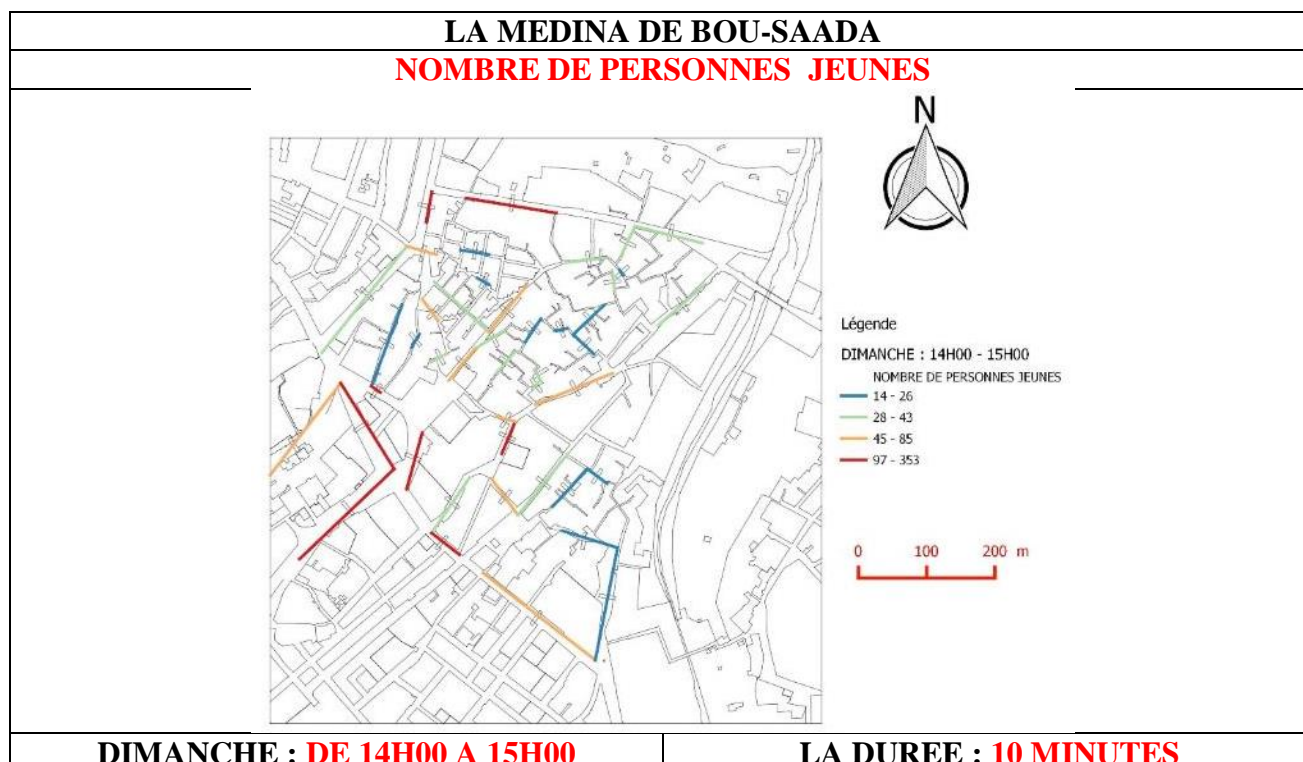 LA MEDINA DE BOU-SAADA
NOMBRE DE PERSONNES JEUNES
N
Légende
DIMANCHE : 14H00 - 15H00
NOMBRE DE PERSONNES JEUNES
14 - 26
28 - 43
45 - 85
97 - 353
0 100 200 m
DIMANCHE : DE 14H00 A 15H00
LA DUREE : 10 MINUTES